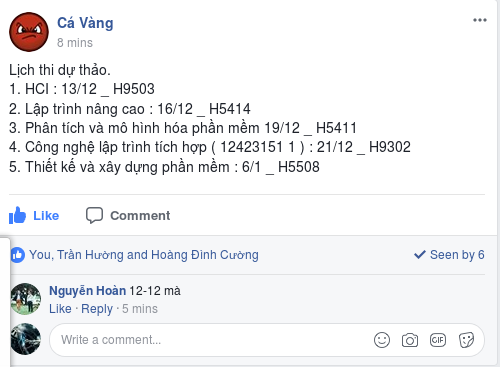 Cá Vàng
8 mins
Lịch thi dự thảo.
1. HCI : 13/12 _ H9503
2. Lập trình nâng cao : 16/12 _ H5414
3. Phân tích và mô hình hóa phần mềm 19/12 _ H5411
4. Công nghệ lập trình tích hợp ( 12423151 1 ) : 21/12 _ H9302
5. Thiết kế và xây dựng phần mềm : 6/1 _ H5508
Like Comment
You, Trần Hường and Hoàng Đình Cường Seen by 6
Nguyễn Hoàn 12-12 mà
Like · Reply · 5 mins
Write a comment... GIF